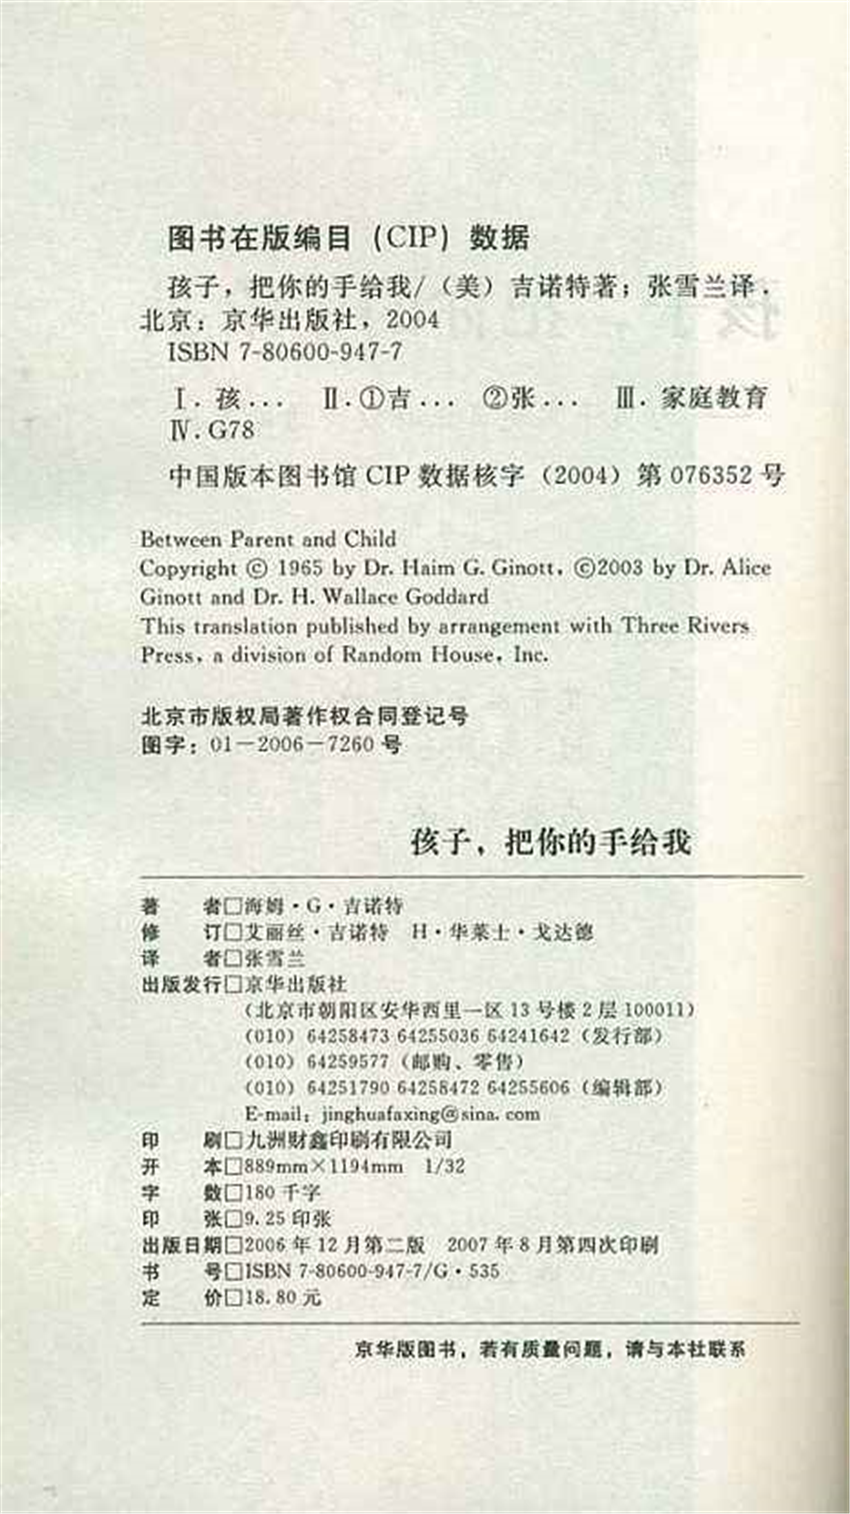 图书在版编目(CIP)数据
孩子，把你的手给我/（美）吉诺特著；张雪兰译．
北京：京华出版社，2004
ISBN 7-80600-947-7
Ⅰ．孩… Ⅱ．①吉… ②张… Ⅲ．家庭教育
Ⅳ．G78
中国版本图书馆 CIP 数据核字（2004）第 076352 号
Between Parent and Child
Copyright © 1965 by Dr. Haim G. Ginott, ©2003 by Dr. Alice
Ginott and Dr. H. Wallace Goddard
This translation published by arrangement with Three Rivers
Press, a division of Random House, Inc.
北京市版权局著作权合同登记号
图字：01－2006－7260 号
孩子，把你的手给我
著 者□海姆·G·吉诺特
修 订□艾丽丝·吉诺特 H·华莱士·戈达德
译 者□张雪兰
出版发行□京华出版社
(北京市朝阳区安华西里一区 13 号楼 2 层 100011)
(010) 64258473 64255036 64241642（发行部）
(010) 64259577（邮购、零售）
(010) 64251790 64258472 64255606（编辑部）
E-mail: jinghuafaxing@sina.com
印 刷□九洲财鑫印刷有限公司
开 本□889mm×1194mm 1/32
字 数□180 千字
印 张□9.25 印张
出版日期□2006 年 12 月第二版 2007 年 8 月第四次印刷
书 号□ISBN 7-80600-947-7/G·535
定 价□18.80 元
京华版图书，若有质量问题，请与本社联系